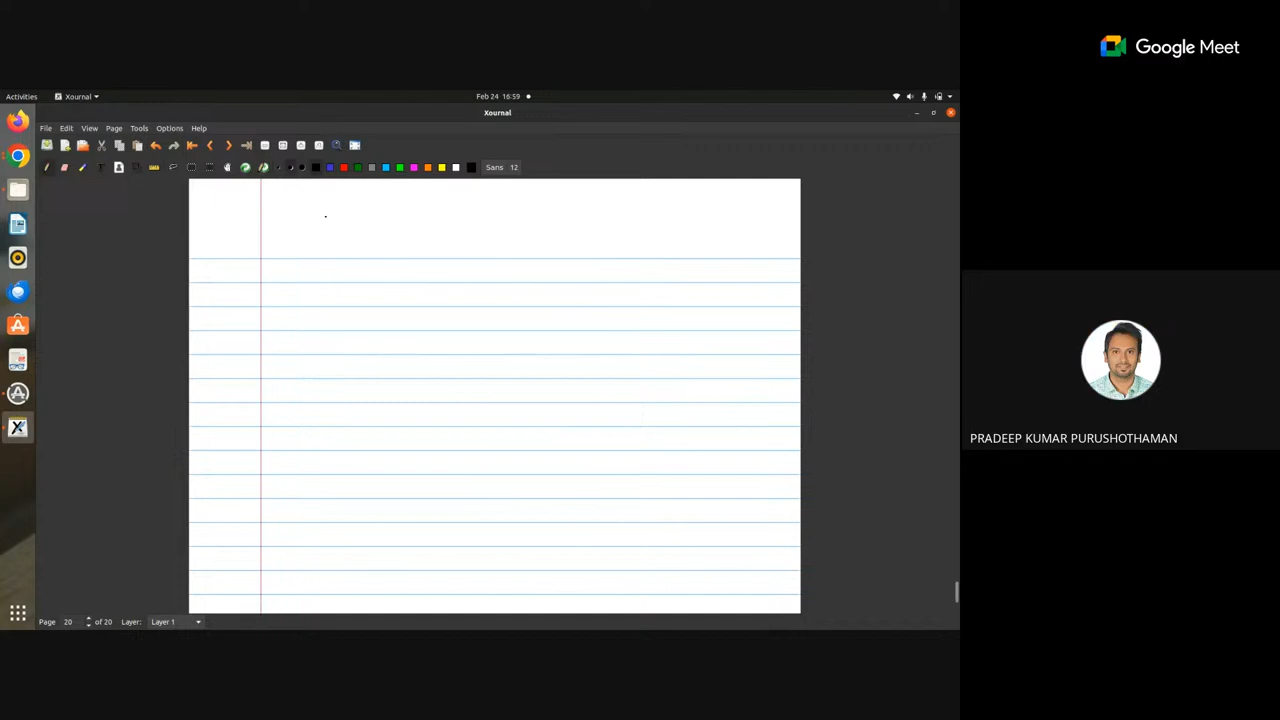 Google Meet
Activities Xournal Feb 24 16:59
Xournal
File Edit View Page Tools Options Help
Sans 12
PRADEEP KUMAR PURUSHOTHAMAN
Page 20 of 20 Layer: Layer 1